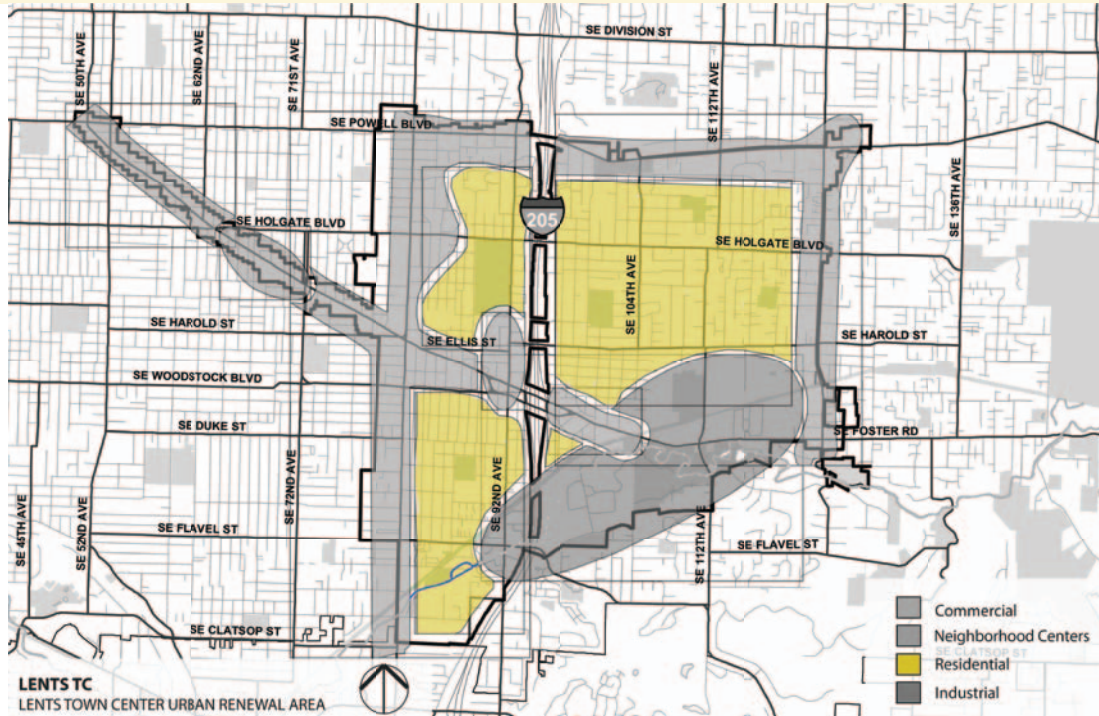 SE DIVISION ST
SE 50TH AVE
SE 62ND AVE
SE 71ST AVE
SE 112TH AVE
SE POWELL BLVD
SE 136TH AVE
SE HOLGATE BLVD
205
SE HOLGATE BLVD
SE 104TH AVE
SE HAROLD ST
SE ELLIS ST
SE HAROLD ST
SE WOODSTOCK BLVD
SE DUKE ST
SE FOSTER RD
SE 45TH AVE
SE 52ND AVE
SE 72ND AVE
SE 92ND AVE
SE FLAVEL ST
SE 112TH AVE
SE FLAVEL ST
SE CLATSOP ST
Commercial
Neighborhood Centers
SE CLATSOP ST
Residential
Industrial
LENTS TC
LENTS TOWN CENTER URBAN RENEWAL AREA